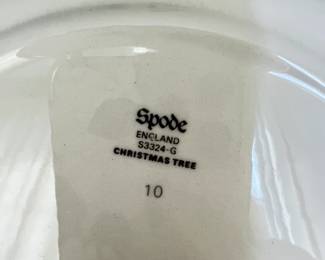 Spode
ENGLAND
S3324-G
CHRISTMAS TREE
10